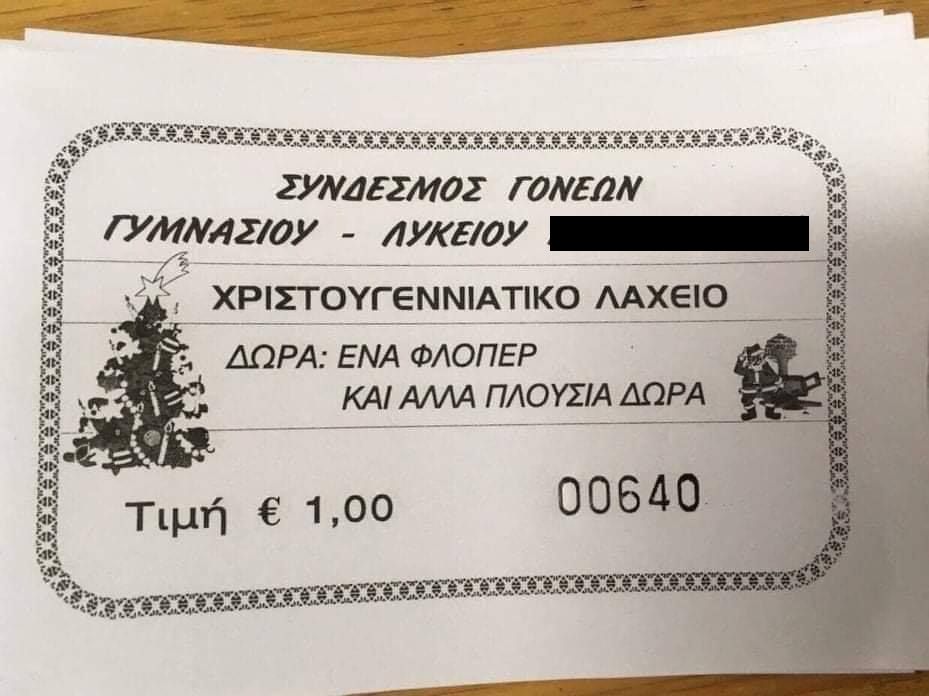 ΣΥΝΔΕΣΜΟΣ ΓΟΝΕΩΝ
ΓΥΜΝΑΣΙΟΥ - ΛΥΚΕΙΟΥ
ΧΡΙΣΤΟΥΓΕΝΝΙΑΤΙΚΟ ΛΑΧΕΙΟ
ΔΩΡΑ: ΕΝΑ ΦΛΟΠΕΡ
ΚΑΙ ΑΛΛΑ ΠΛΟΥΣΙΑ ΔΩΡΑ
Τιμή € 1,00 00640